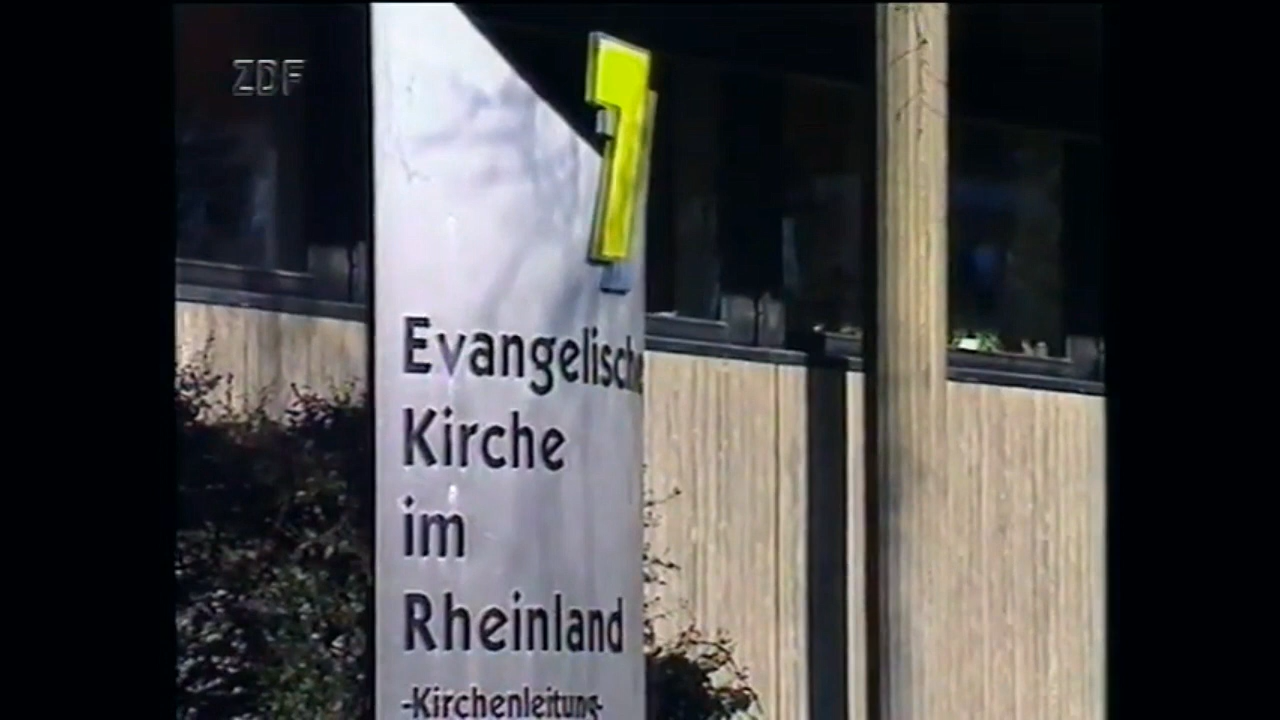 ZDF
Evangelische
Kirche
im
Rheinland
-Kirchenleitung-